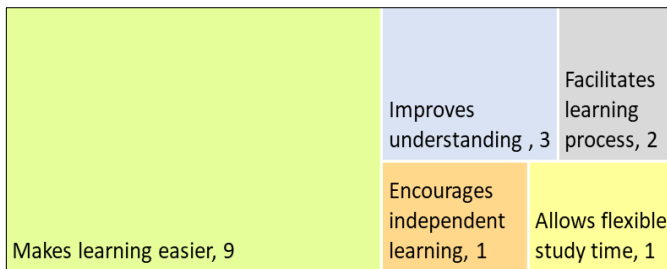 Makes learning easier, 9
Improves
understanding , 3
Facilitates
learning
process, 2
Encourages
independent
learning, 1
Allows flexible
study time, 1